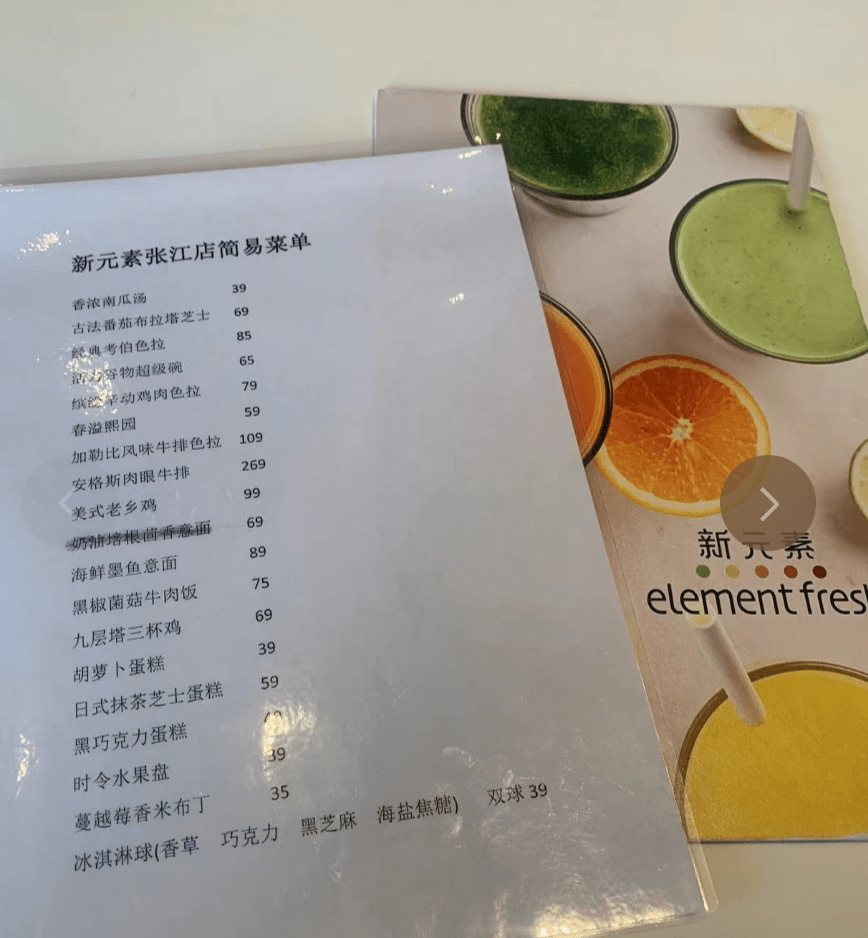 新元素张江店简易菜单
香浓南瓜汤 39
古法番茄布拉塔芝士 69
经典考伯色拉 85
谷物超级碗 65
鸡肉色拉 79
春溢熙园 59
加勒比风味牛排色拉 109
安格斯肉眼牛排 269
美式老乡鸡 99
奶油培根茴香意面 69
海鲜墨鱼意面 89
黑椒菌菇牛肉饭 75
九层塔三杯鸡 69
胡萝卜蛋糕 39
日式抹茶芝士蛋糕 59
黑巧克力蛋糕
时令水果盘 39
蔓越莓香米布丁 35
冰淇淋球(香草 巧克力 黑芝麻 海盐焦糖) 双球 39
新元素
element